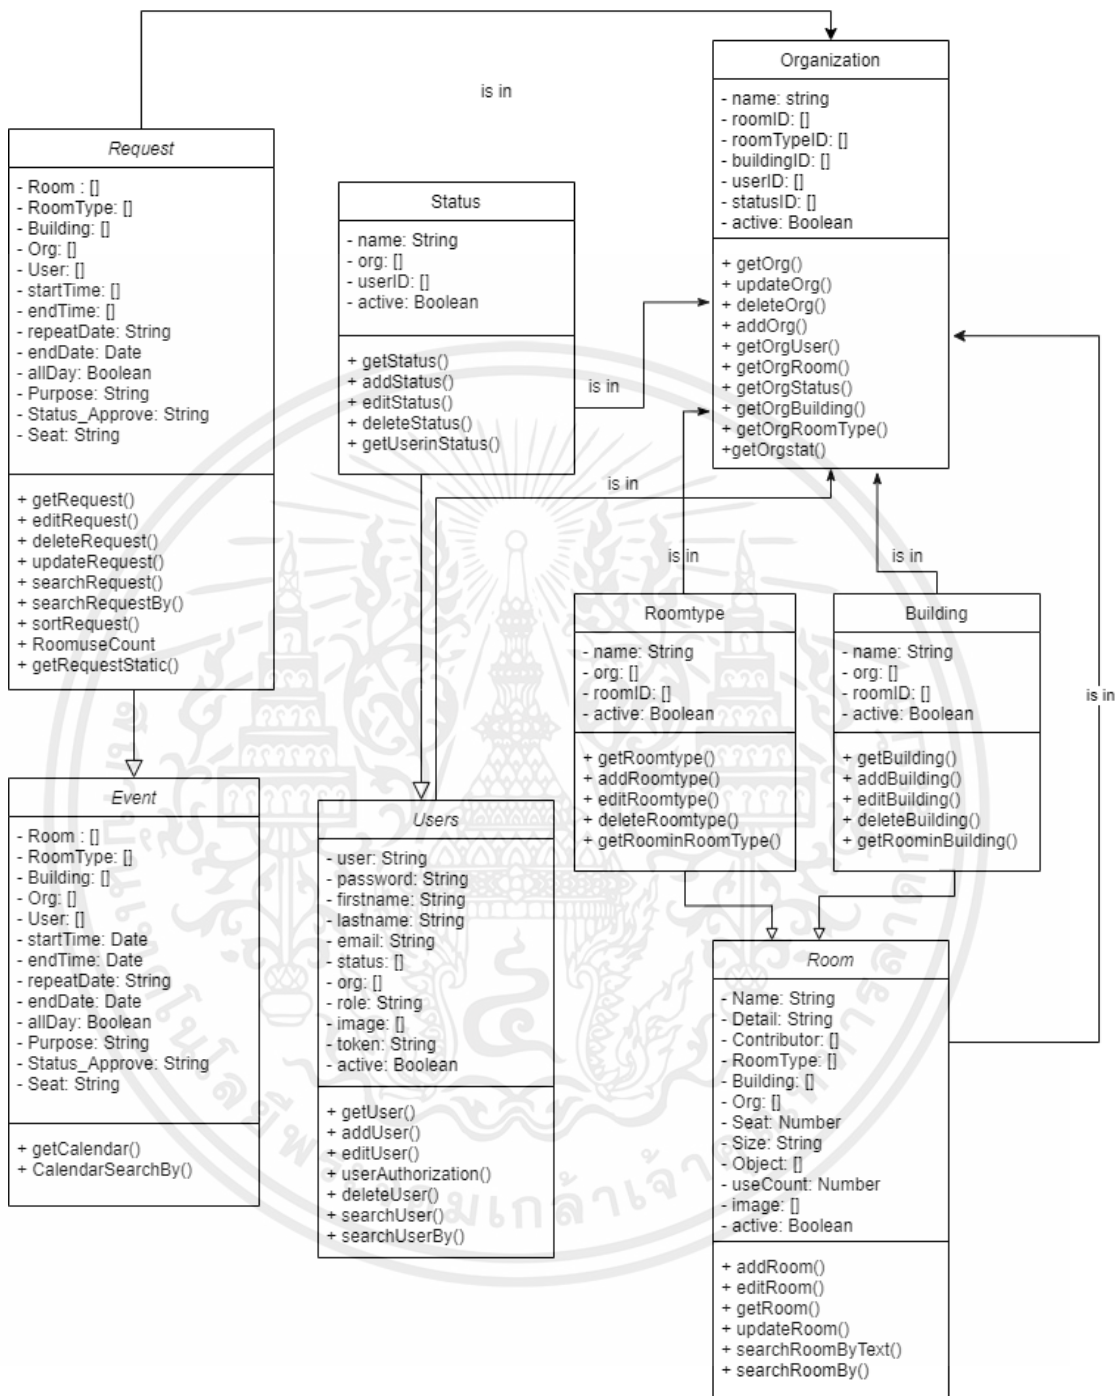 is in
Organization
- name: string
- roomID: []
- roomTypeID: []
- buildingID: []
- userID: []
- statusID: []
- active: Boolean
+ getOrg()
+ updateOrg()
+ deleteOrg()
+ addOrg()
+ getOrgUser()
+ getOrgRoom()
+ getOrgStatus()
+ getOrgBuilding()
+ getOrgRoomType()
+getOrgstat()
Request
- Room : []
- RoomType: []
- Building: []
- Org: []
- User: []
- startTime: []
- endTime: []
- repeatDate: String
- endDate: Date
- allDay: Boolean
- Purpose: String
- Status_Approve: String
- Seat: String
+ getRequest()
+ editRequest()
+ deleteRequest()
+ updateRequest()
+ searchRequest()
+ searchRequestBy()
+ sortRequest()
+ RoomuseCount
+ getRequestStatic()
Status
- name: String
- org: []
- userID: []
- active: Boolean
+ getStatus()
+ addStatus()
+ editStatus()
+ deleteStatus()
+ getUserinStatus()
is in
is in
is in
is in
is in
Roomtype
- name: String
- org: []
- roomID: []
- active: Boolean
+ getRoomtype()
+ addRoomtype()
+ editRoomtype()
+ deleteRoomtype()
+ getRoominRoomType()
Building
- name: String
- org: []
- roomID: []
- active: Boolean
+ getBuilding()
+ addBuilding()
+ editBuilding()
+ deleteBuilding()
+ getRoominBuilding()
Event
- Room : []
- RoomType: []
- Building: []
- Org: []
- User: []
- startTime: Date
- endTime: Date
- repeatDate: String
- endDate: Date
- allDay: Boolean
- Purpose: String
- Status_Approve: String
- Seat: String
+ getCalendar()
+ CalendarSearchBy()
Users
- user: String
- password: String
- firstname: String
- lastname: String
- email: String
- status: []
- org: []
- role: String
- image: []
- token: String
- active: Boolean
+ getUser()
+ addUser()
+ editUser()
+ userAuthorization()
+ deleteUser()
+ searchUser()
+ searchUserBy()
Room
- Name: String
- Detail: String
- Contributor: []
- RoomType: []
- Building: []
- Org: []
- Seat: Number
- Size: String
- Object: []
- useCount: Number
- image: []
- active: Boolean
+ addRoom()
+ editRoom()
+ getRoom()
+ updateRoom()
+ searchRoomByText()
+ searchRoomBy()